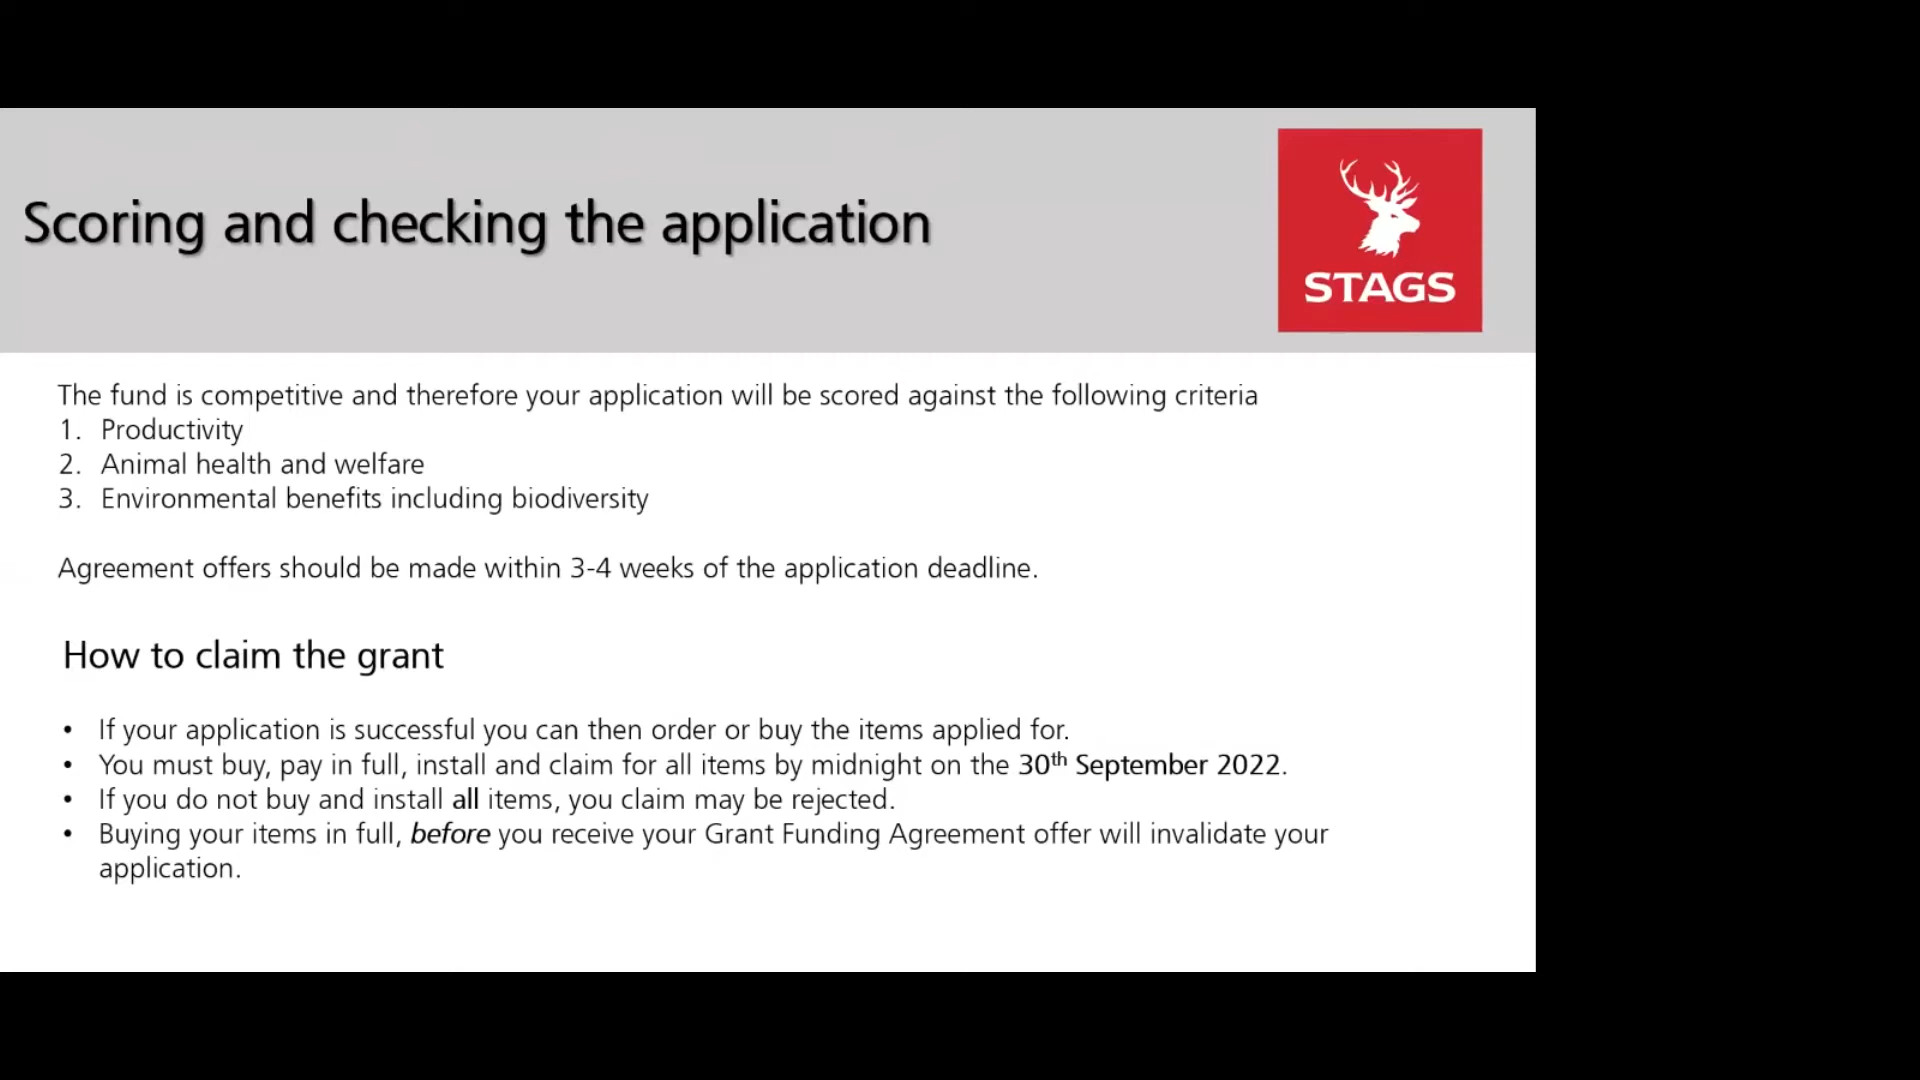 Scoring and checking the application
STAGS
The fund is competitive and therefore your application will be scored against the following criteria
1. Productivity
2. Animal health and welfare
3. Environmental benefits including biodiversity
Agreement offers should be made within 3-4 weeks of the application deadline.
How to claim the grant
• If your application is successful you can then order or buy the items applied for.
• You must buy, pay in full, install and claim for all items by midnight on the 30th September 2022.
• If you do not buy and install all items, you claim may be rejected.
• Buying your items in full, before you receive your Grant Funding Agreement offer will invalidate your
application.